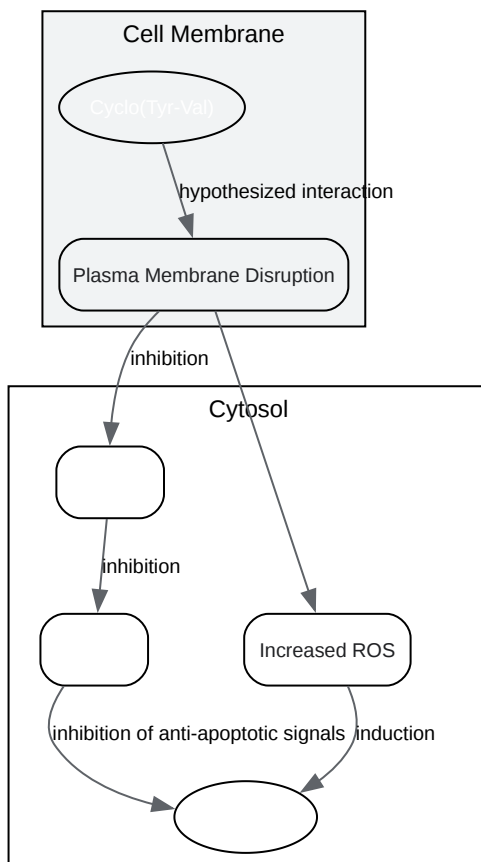 Cell Membrane
Cyclo(Tyr-Val)
hypothesized interaction
Plasma Membrane Disruption
inhibition
Cytosol
inhibition
Increased ROS
inhibition of anti-apoptotic signals
induction